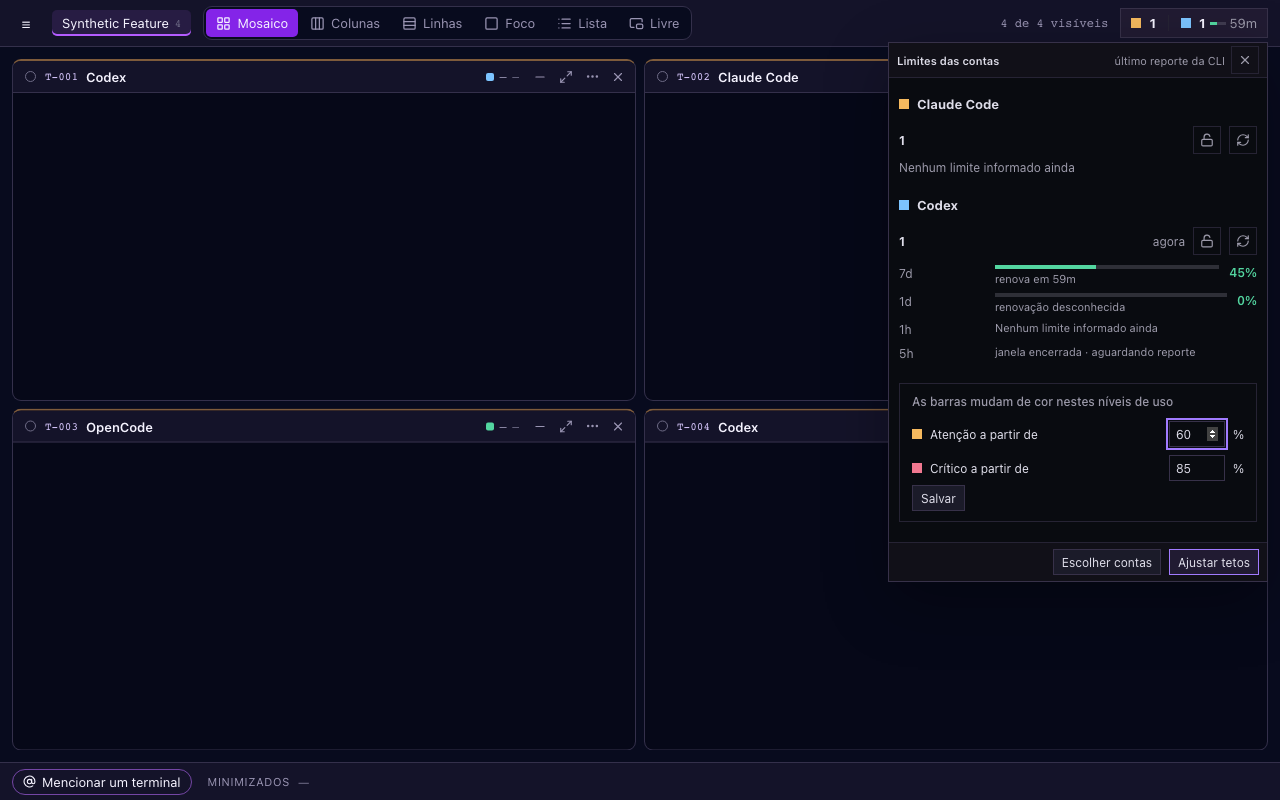 ≡ Synthetic Feature 4 Mosaico Colunas Linhas Foco Lista Livre 4 de 4 visíveis 1 1 59m
T-001 Codex — —
T-002 Claude Code
Limites das contas último reporte da CLI
Claude Code
1
Nenhum limite informado ainda
Codex
1 agora
7d 45%
renova em 59m
1d 0%
renovação desconhecida
1h Nenhum limite informado ainda
5h janela encerrada · aguardando reporte
As barras mudam de cor nestes níveis de uso
Atenção a partir de 60 %
Crítico a partir de 85 %
Salvar
Escolher contas Ajustar tetos
T-003 OpenCode — —
T-004 Codex
@ Mencionar um terminal MINIMIZADOS —